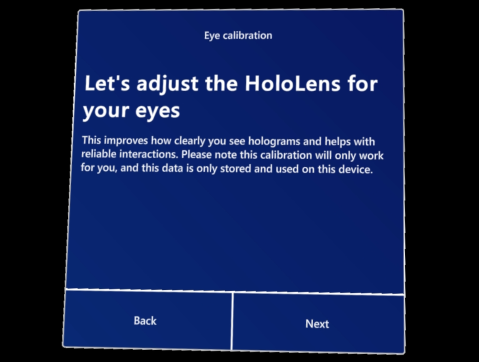 Eye calibration
Let's adjust the HoloLens for
your eyes
This improves how clearly you see holograms and helps with
reliable interactions. Please note this calibration will only work
for you, and this data is only stored and used on this device.
Back
Next